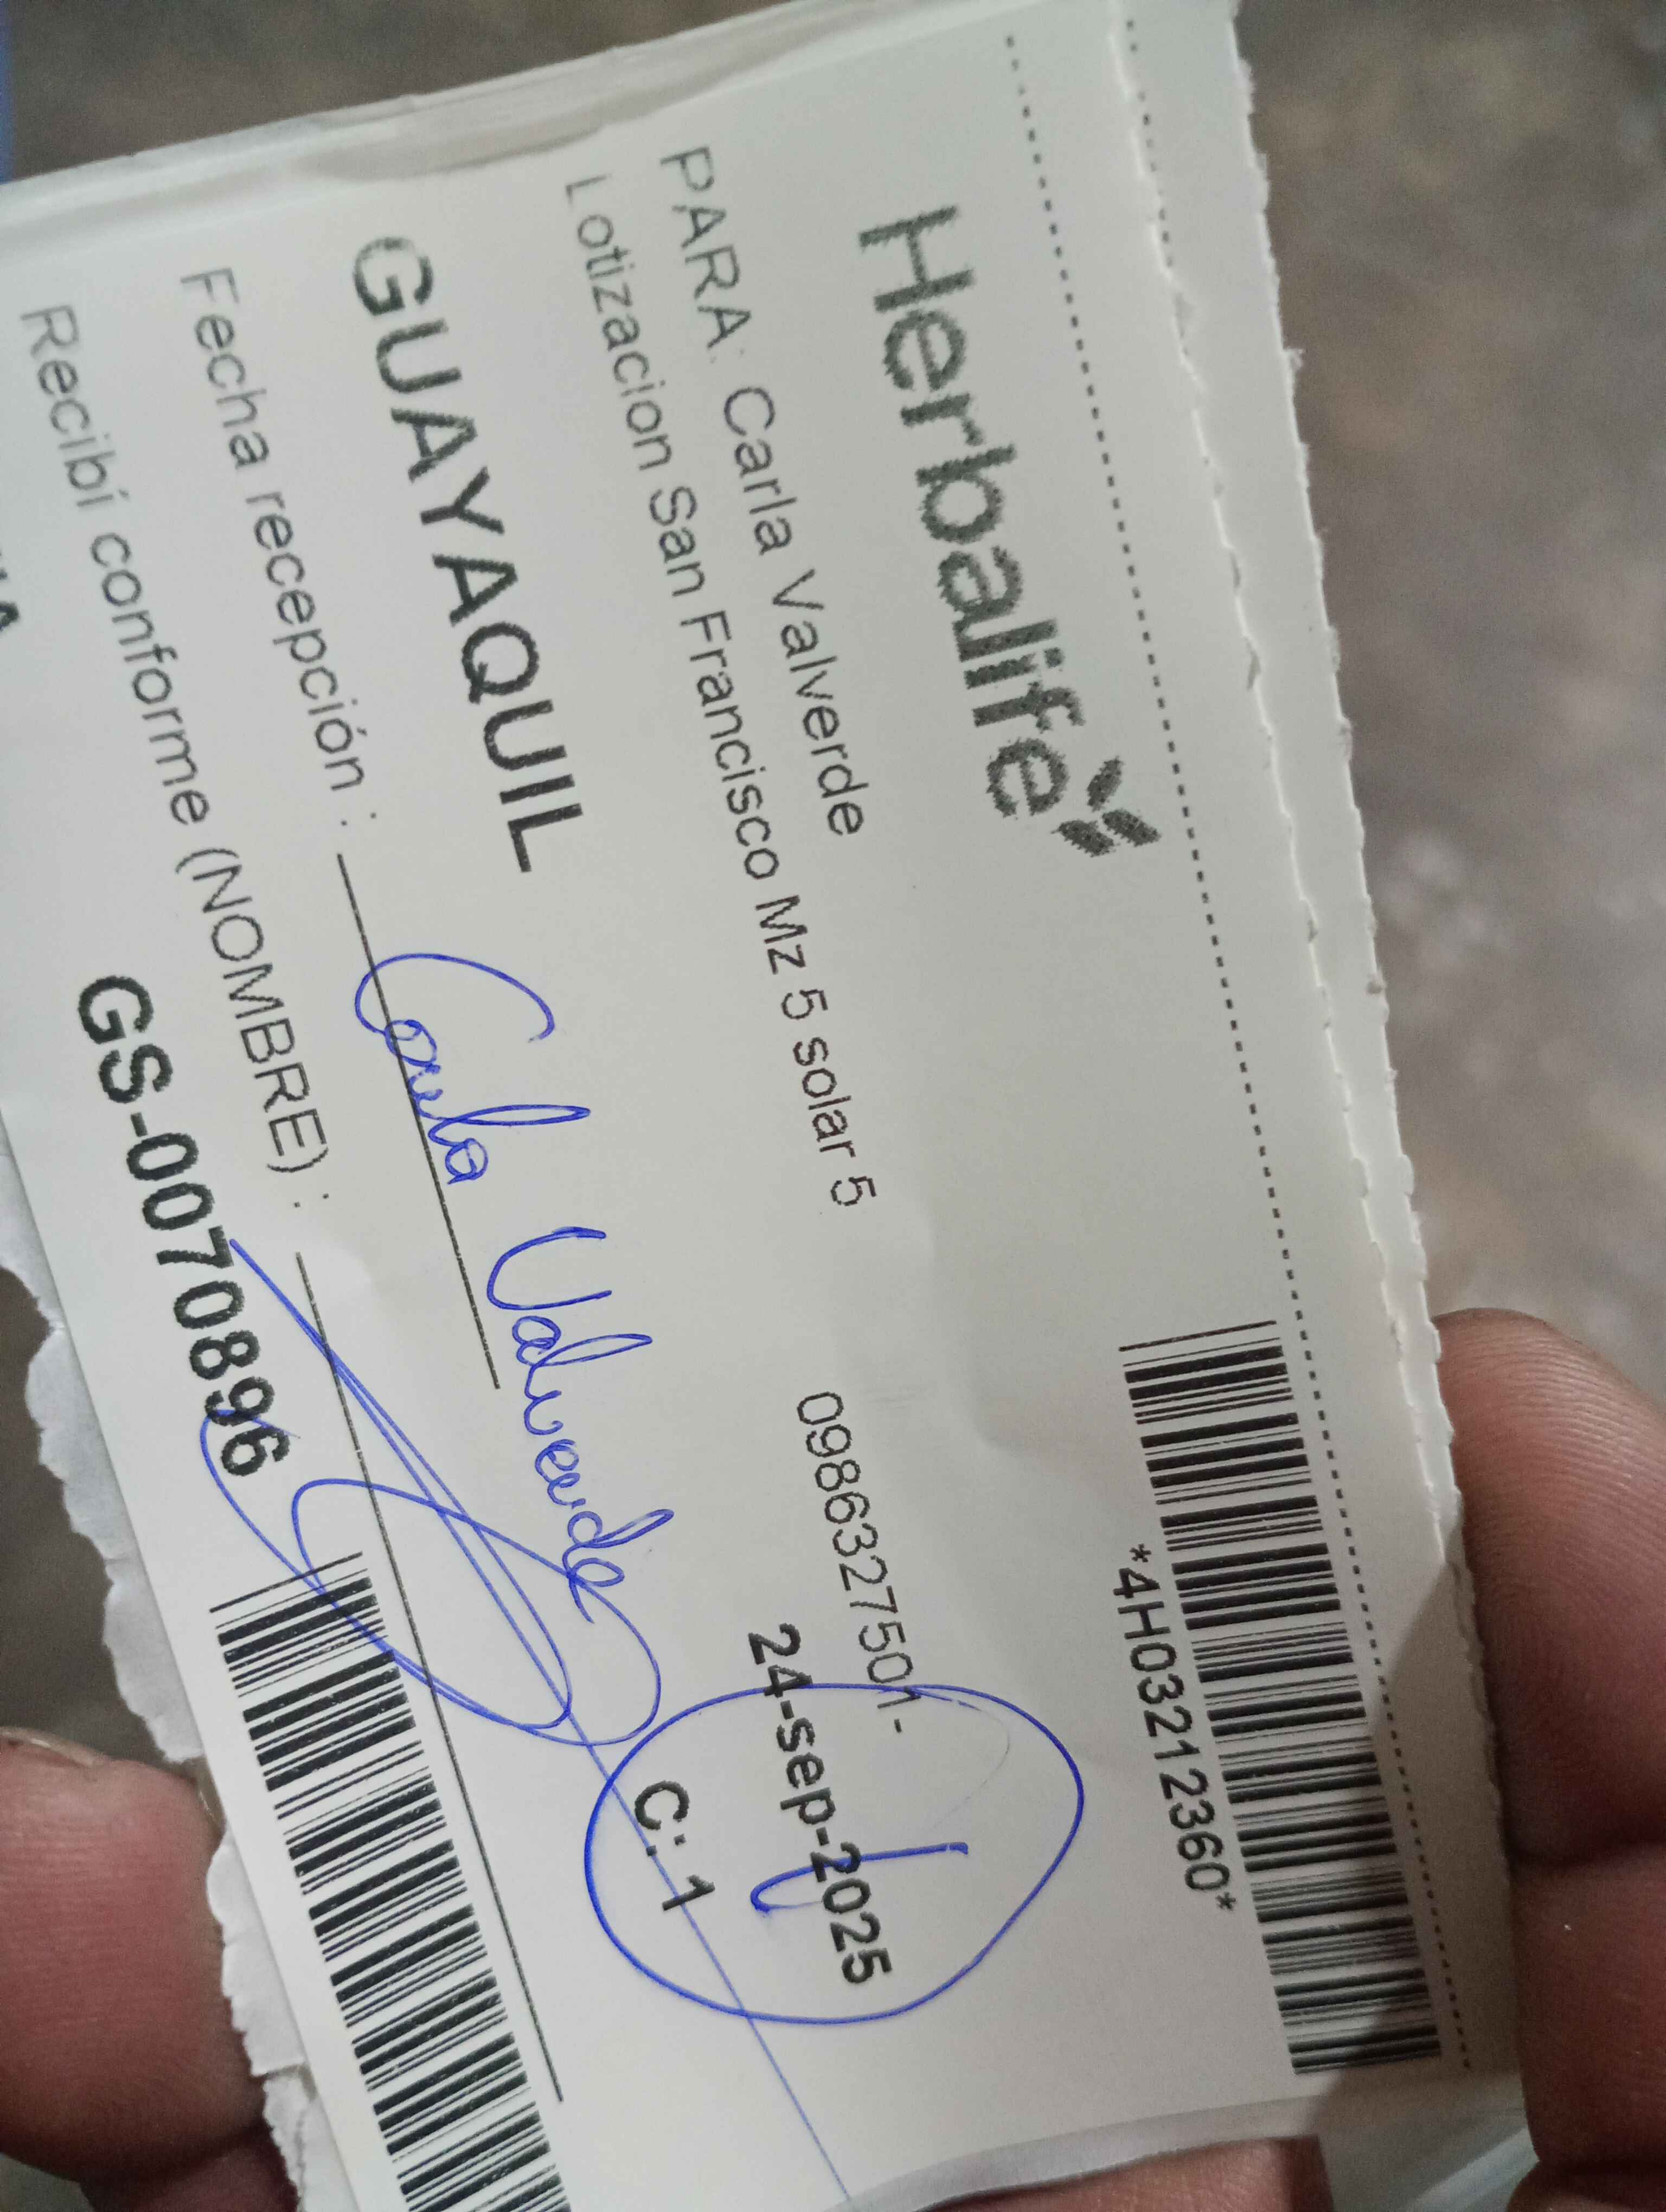 Herbalife
*4H03212360*
PARA: Carla Valverde
Lotizacion San Francisco Mz 5 solar 5
0986327501-
24-sep-2025
GUAYAQUIL
C: 1
Fecha recepción : Carla Valverde
Recibí conforme (NOMBRE) :
GS-0070896